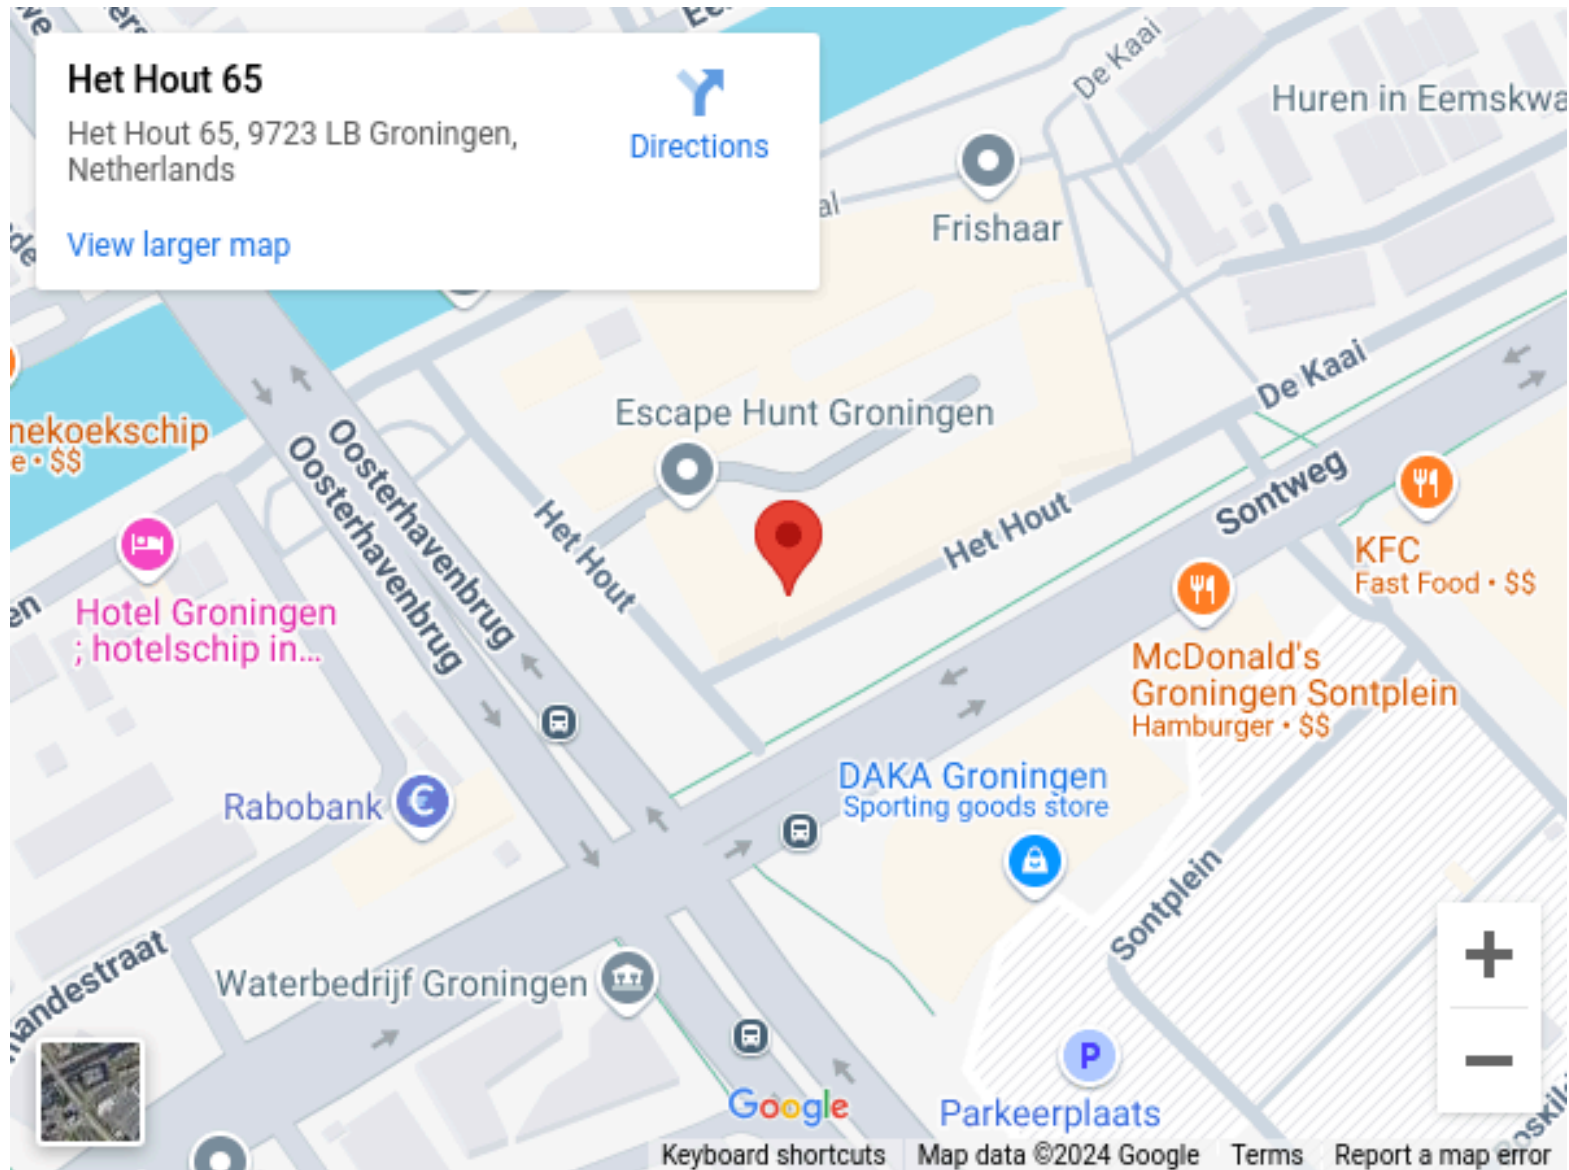 Het Hout 65
Het Hout 65, 9723 LB Groningen,
Netherlands
Directions
View larger map
De Kaai
Huren in Eemskwa
al
Frishaar
De Kaai
nekoekschip
e • $$
Escape Hunt Groningen
Oosterhavenbrug
Oosterhavenbrug
Het Hout
Het Hout
Sontweg
KFC
Fast Food • $$
Hotel Groningen
; hotelschip in...
en
McDonald's
Groningen Sontplein
Hamburger • $$
DAKA Groningen
Sporting goods store
Rabobank
Sontplein
Waterbedrijf Groningen
andestraat
P
Parkeerplaats
Google
Keyboard shortcuts
Map data ©2024 Google
Terms
Report a map error